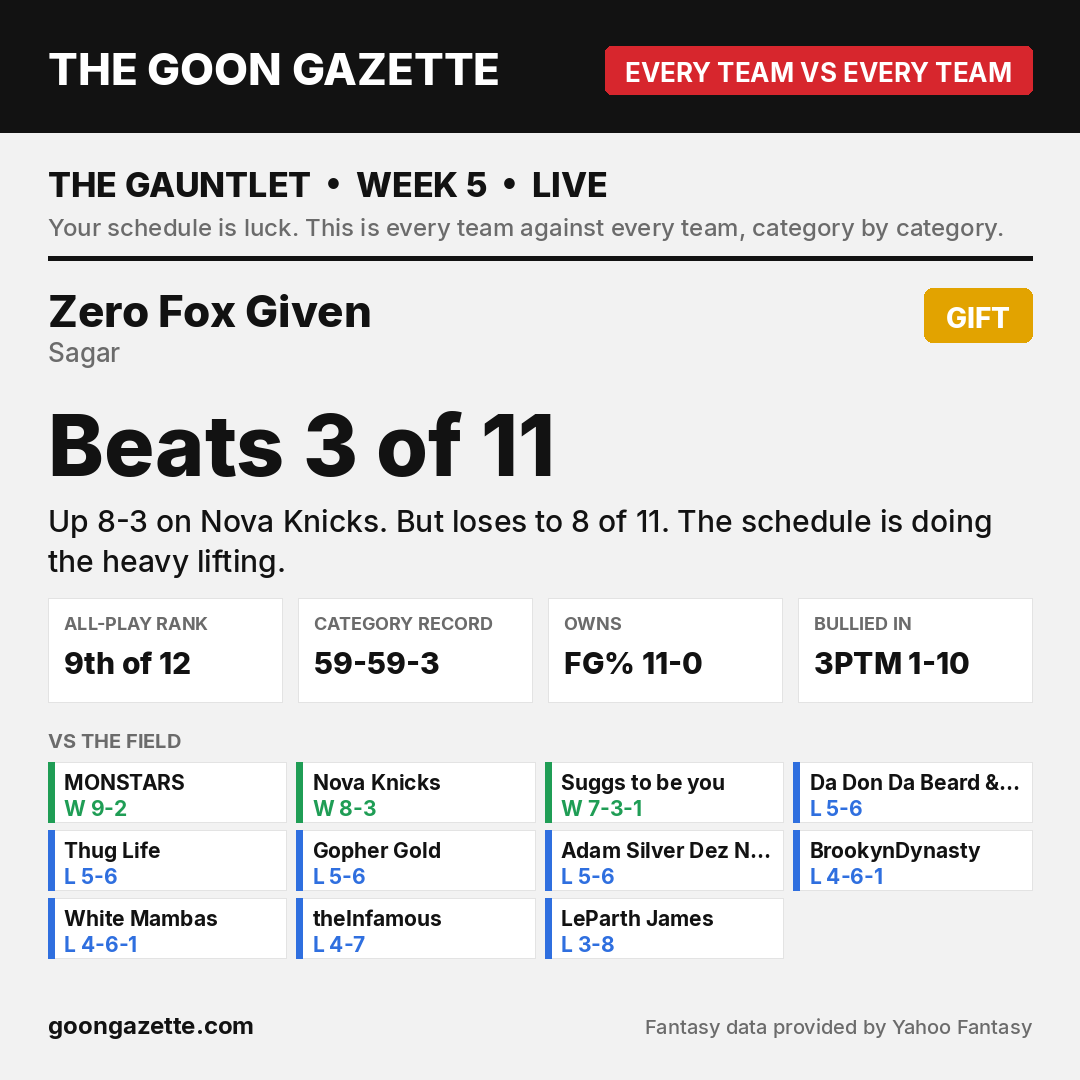 THE GOON GAZETTE
EVERY TEAM VS EVERY TEAM
THE GAUNTLET • WEEK 5 • LIVE
Your schedule is luck. This is every team against every team, category by category.
Zero Fox Given
GIFT
Sagar
Beats 3 of 11
Up 8-3 on Nova Knicks. But loses to 8 of 11. The schedule is doing
the heavy lifting.
ALL-PLAY RANK
9th of 12
CATEGORY RECORD
59-59-3
OWNS
FG% 11-0
BULLIED IN
3PTM 1-10
VS THE FIELD
MONSTARS
W 9-2
Nova Knicks
W 8-3
Suggs to be you
W 7-3-1
Da Don Da Beard &...
L 5-6
Thug Life
L 5-6
Gopher Gold
L 5-6
Adam Silver Dez N...
L 5-6
BrookynDynasty
L 4-6-1
White Mambas
L 4-6-1
theInfamous
L 4-7
LeParth James
L 3-8
goongazette.com
Fantasy data provided by Yahoo Fantasy